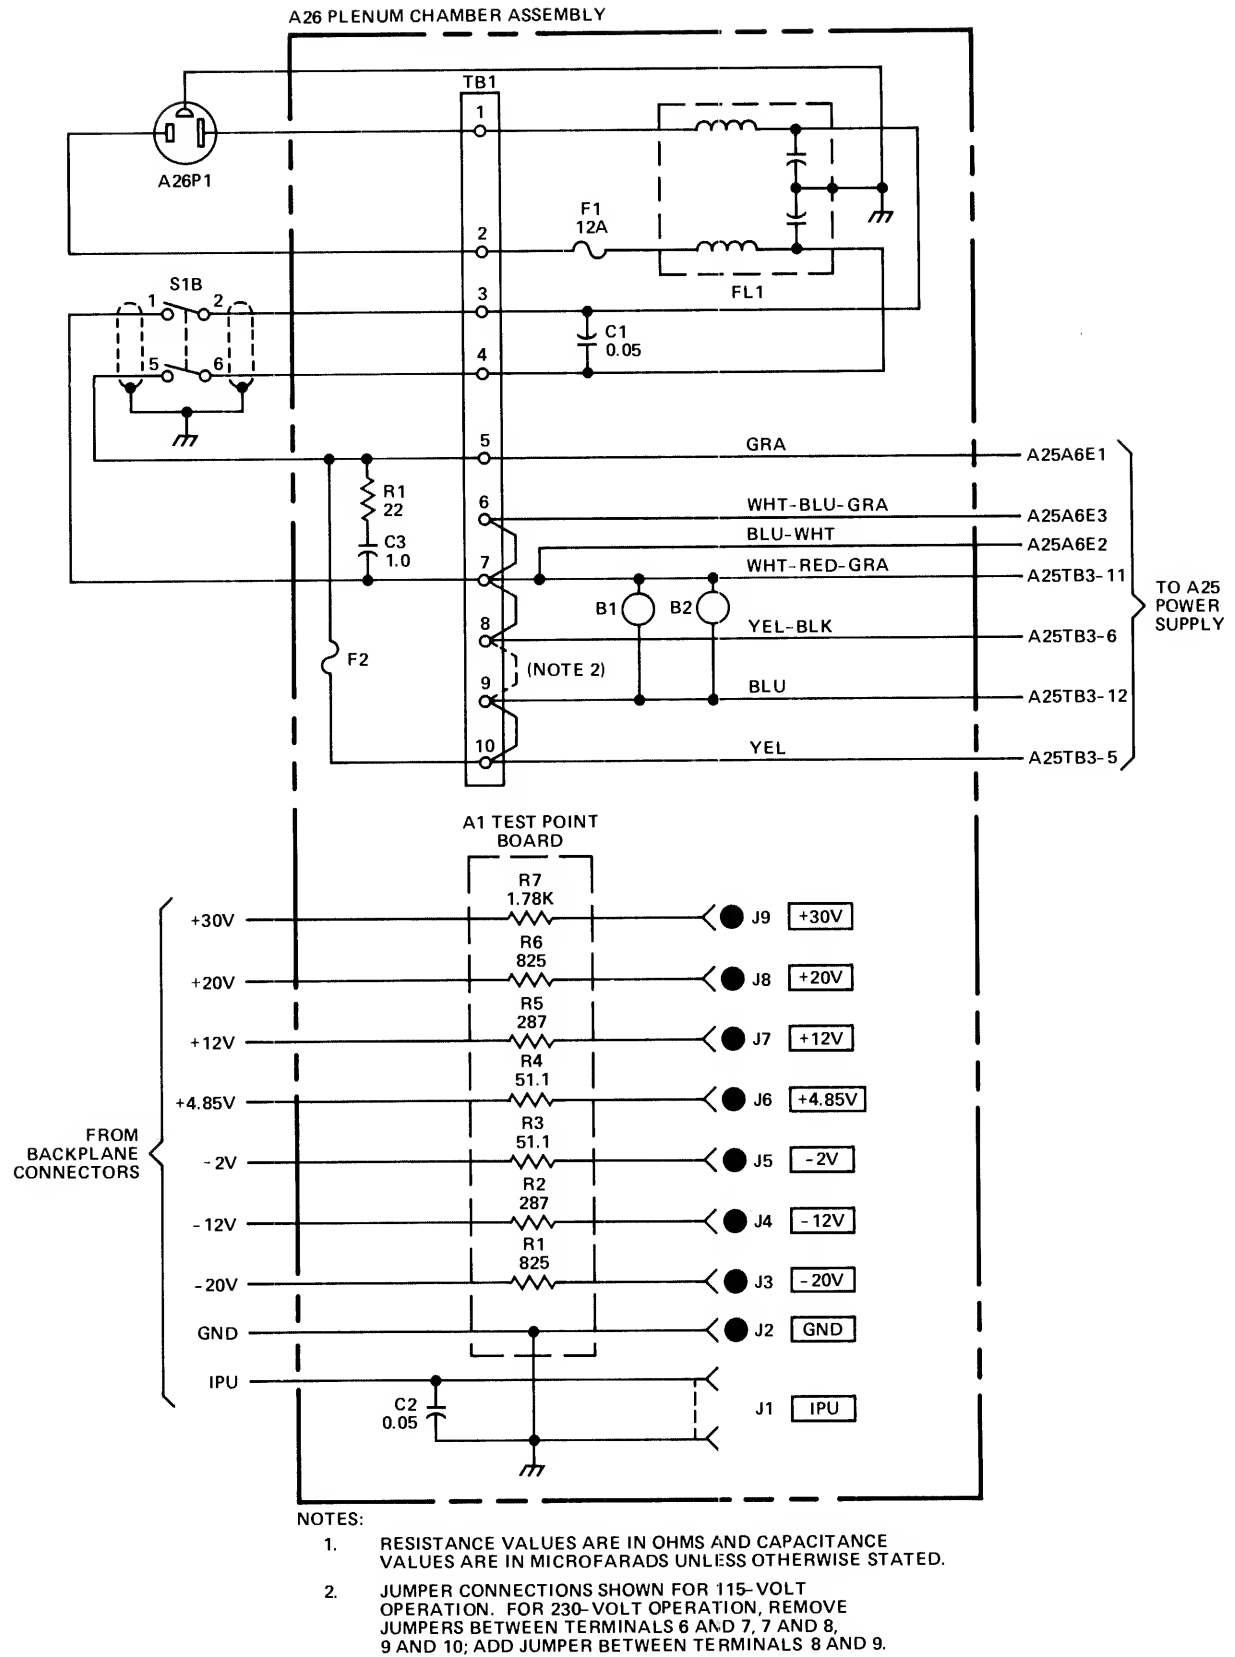 A26 PLENUM CHAMBER ASSEMBLY
TB1
1
A26P1
F1
12A
2
FL1
S1B
1
2
3
C1
0.05
5
6
4
5
GRA
A25A6E1
R1
22
6
WHT-BLU-GRA
A25A6E3
BLU-WHT
A25A6E2
C3
1.0
7
WHT-RED-GRA
A25TB3-11
TO A25
POWER
SUPPLY
B1
B2
8
YEL-BLK
A25TB3-6
F2
(NOTE 2)
9
BLU
A25TB3-12
10
YEL
A25TB3-5
A1 TEST POINT
BOARD
R7
1.78K
+30V
J9
+30V
R6
825
+20V
J8
+20V
R5
287
+12V
J7
+12V
R4
51.1
+4.85V
J6
+4.85V
FROM
BACKPLANE
CONNECTORS
R3
51.1
-2V
J5
-2V
R2
287
-12V
J4
-12V
R1
825
-20V
J3
-20V
GND
J2
GND
IPU
C2
0.05
J1
IPU
NOTES:
1. RESISTANCE VALUES ARE IN OHMS AND CAPACITANCE
VALUES ARE IN MICROFARADS UNLESS OTHERWISE STATED.
2. JUMPER CONNECTIONS SHOWN FOR 115-VOLT
OPERATION. FOR 230-VOLT OPERATION, REMOVE
JUMPERS BETWEEN TERMINALS 6 AND 7, 7 AND 8,
9 AND 10; ADD JUMPER BETWEEN TERMINALS 8 AND 9.